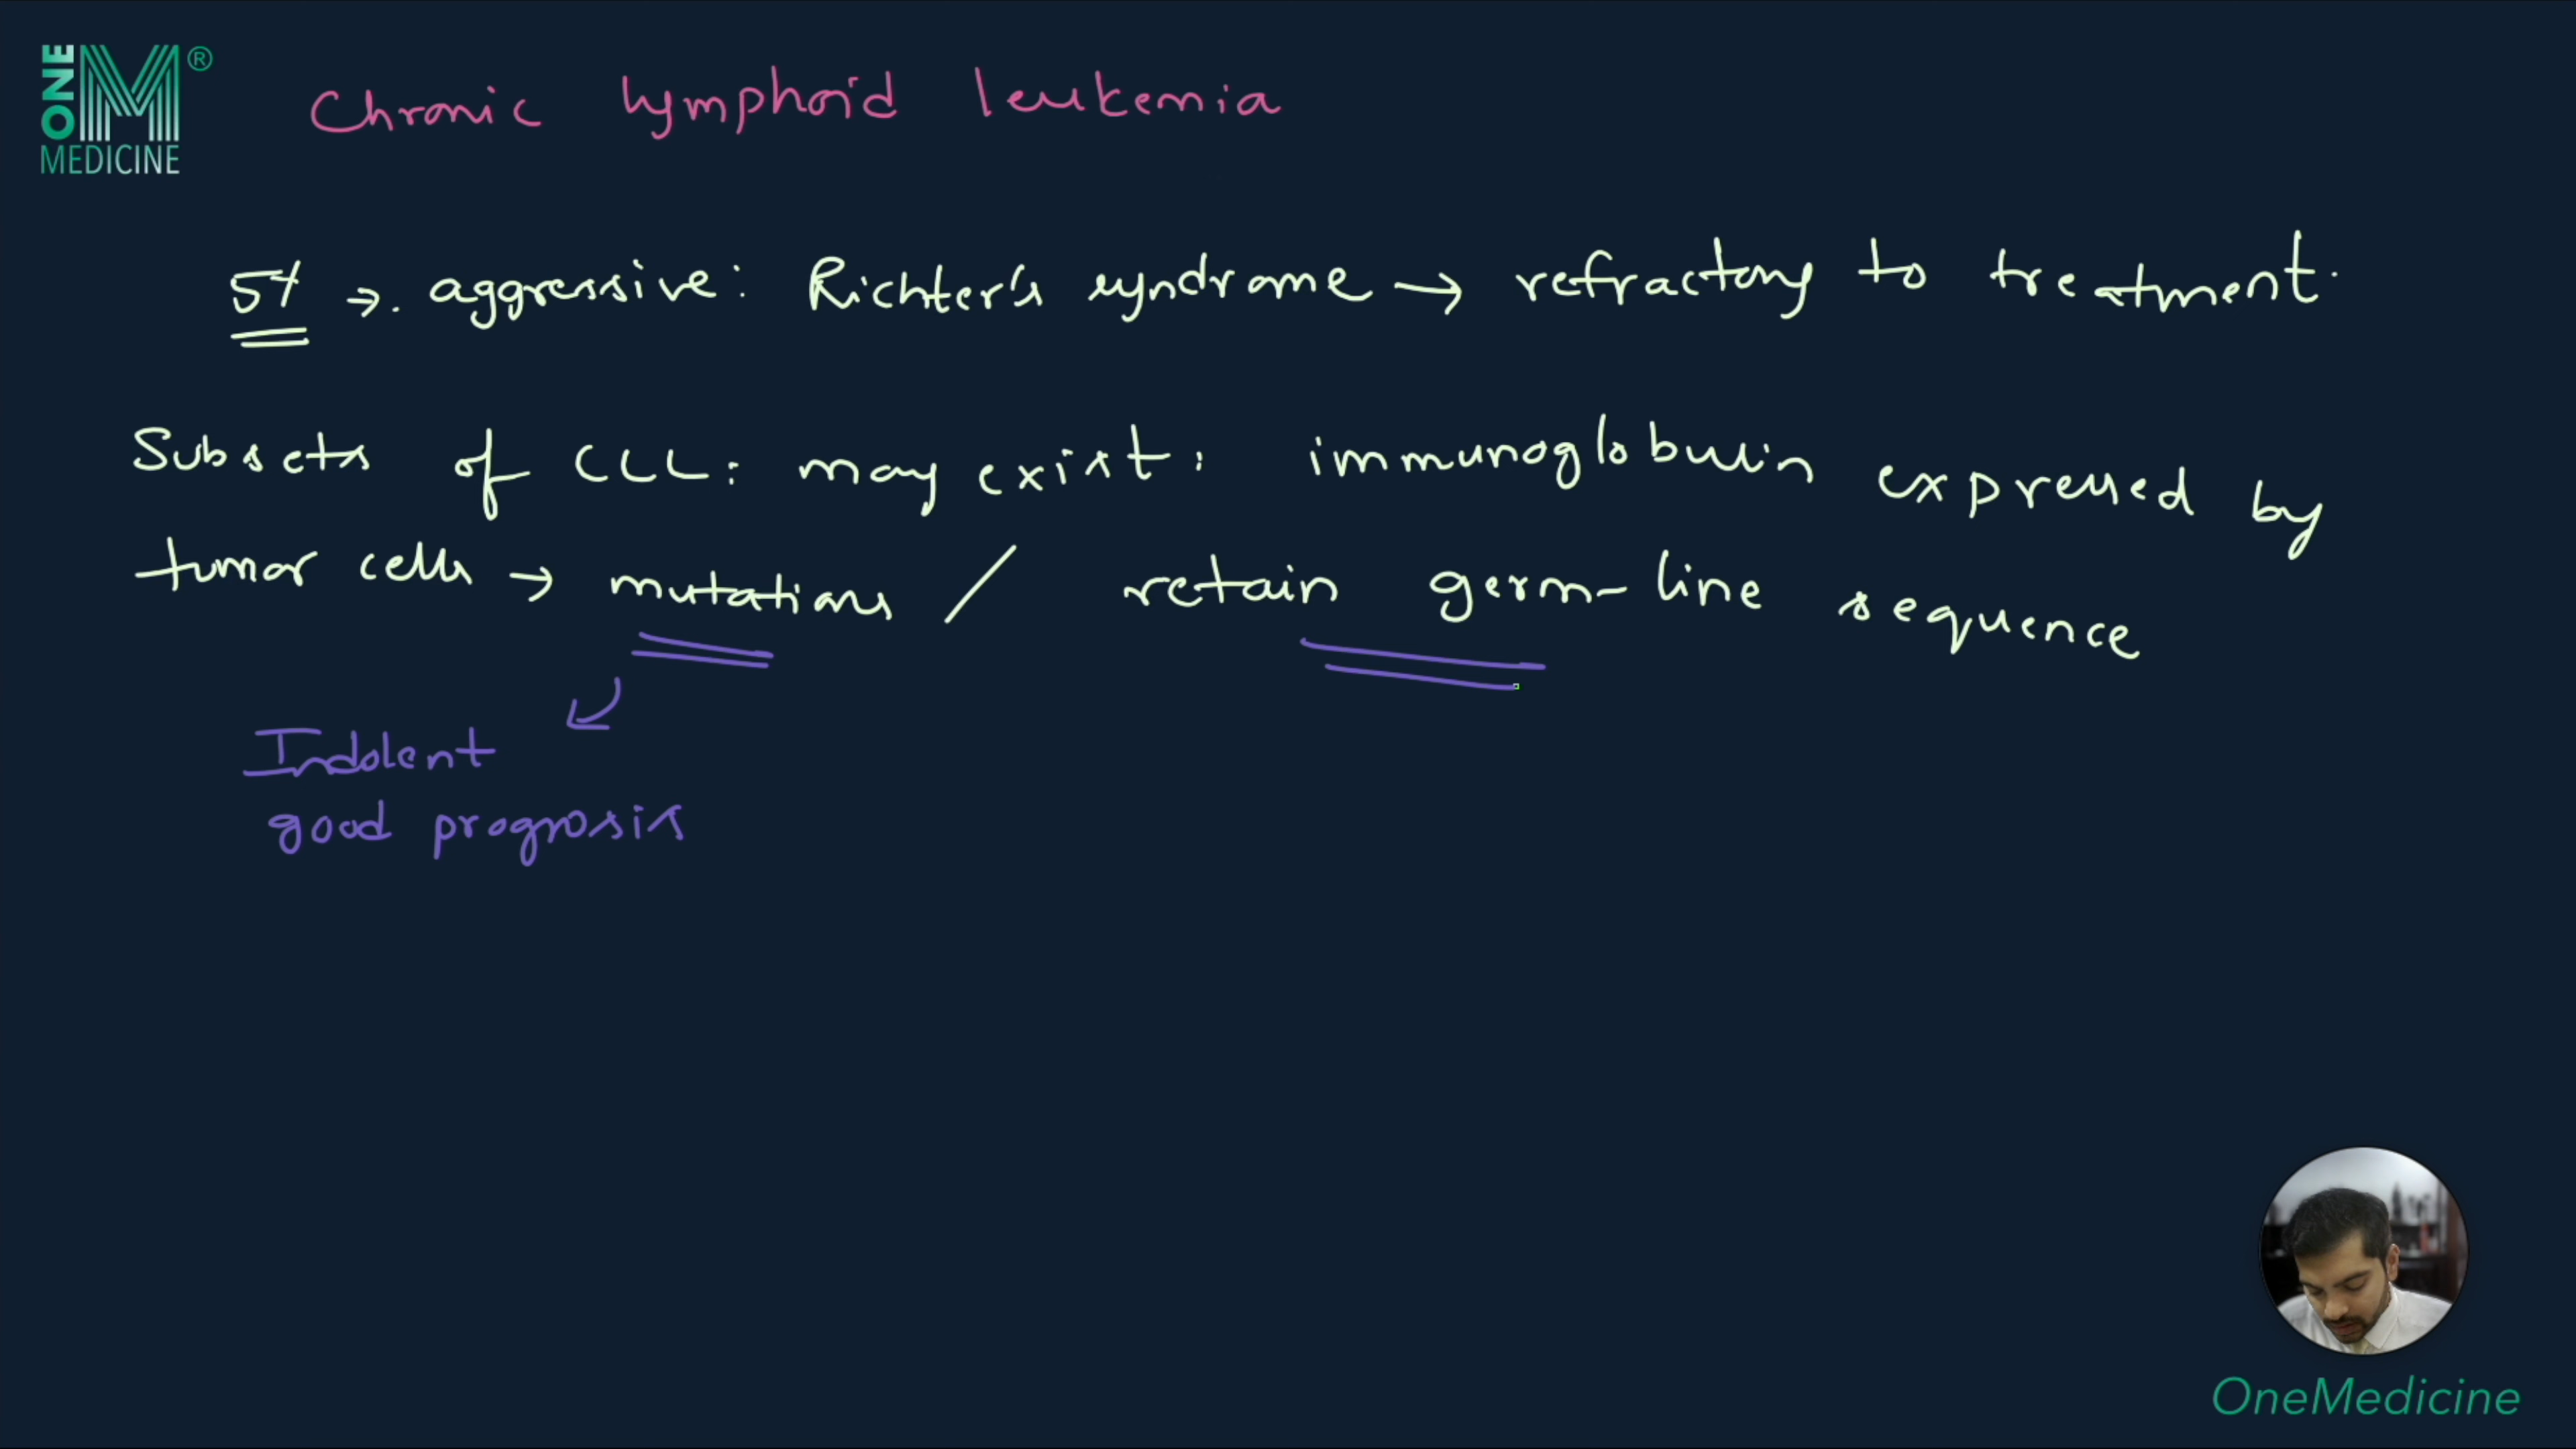 ONE M ®
MEDICINE
Chronic lymphoid leukemia
5% →. aggressive: Richter's syndrome → refractory to treatment.
Subsets of CLL: may exist: immunoglobulin expressed by
tumor cells → mutations / retain germ-line sequence
Indolent
good prognosis
OneMedicine